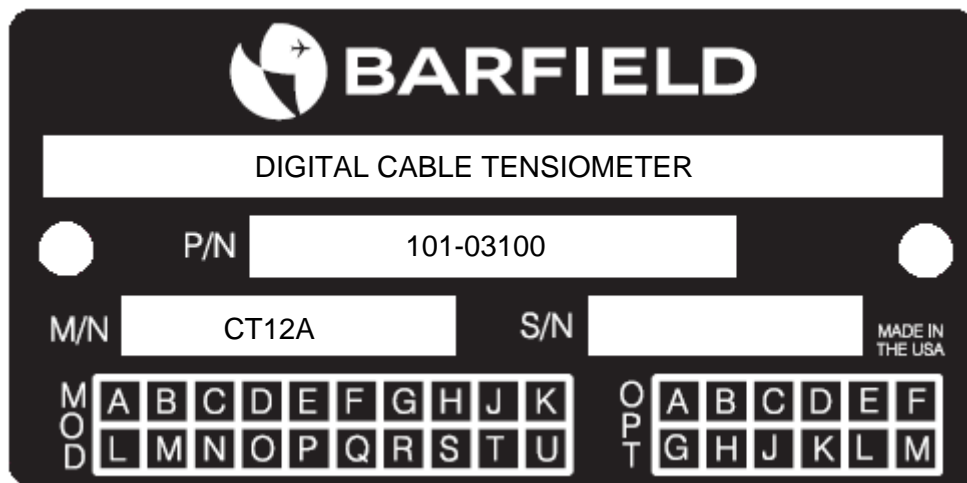 BARFIELD
DIGITAL CABLE TENSIOMETER
P/N 101-03100
M/N CT12A S/N MADE IN THE USA
MOD A B C D E F G H J K
L M N O P Q R S T U
OPT A B C D E F
G H J K L M